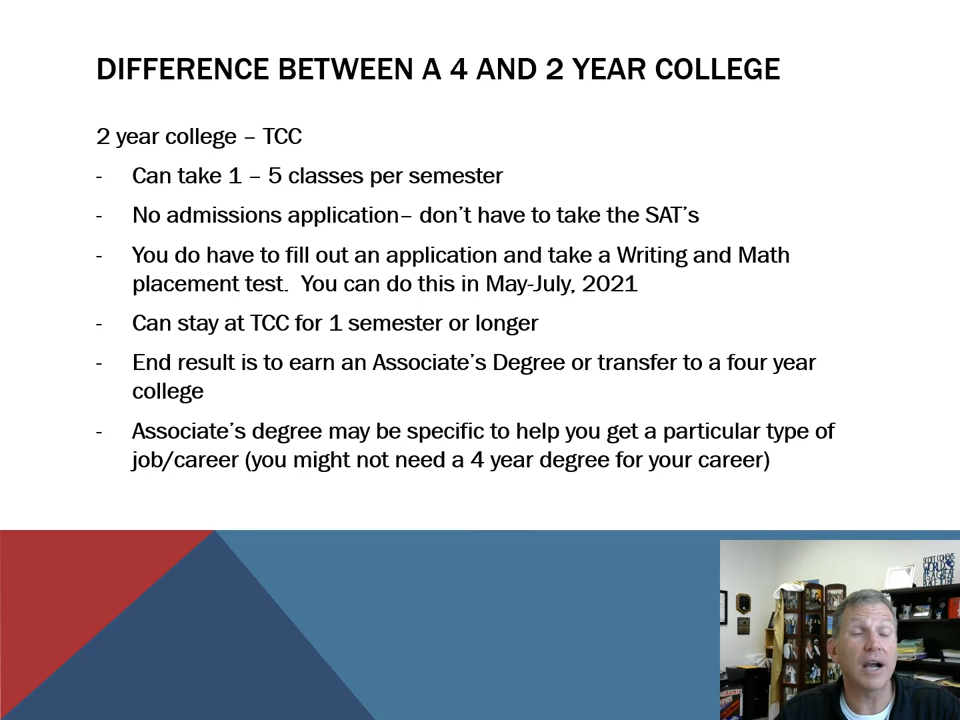 DIFFERENCE BETWEEN A 4 AND 2 YEAR COLLEGE
2 year college – TCC
- Can take 1 – 5 classes per semester
- No admissions application– don't have to take the SAT's
- You do have to fill out an application and take a Writing and Math
placement test.  You can do this in May-July, 2021
- Can stay at TCC for 1 semester or longer
- End result is to earn an Associate's Degree or transfer to a four year
college
- Associate's degree may be specific to help you get a particular type of
job/career (you might not need a 4 year degree for your career)